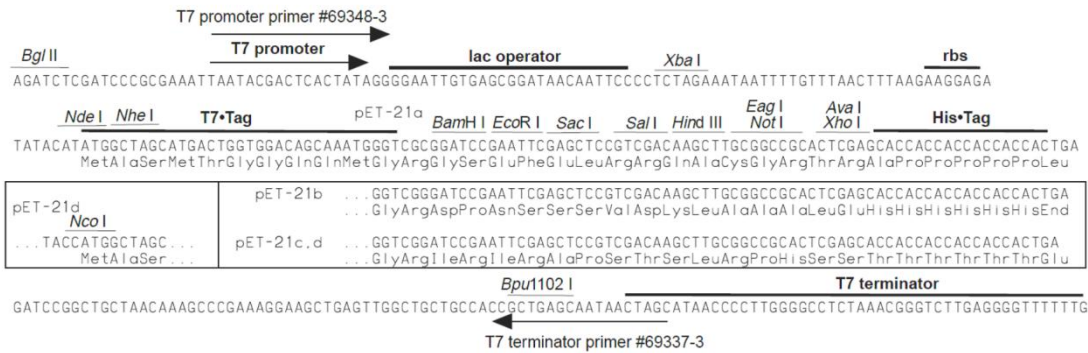 T7 promoter primer #69348-3
Bgl II T7 promoter lac operator Xba I rbs
AGATCTCGATCCCGCGAAATTAATACGACTCACTATAGGGGAATTGTGAGCGGATAACAATTCCCCTCTAGAAATAATTTTGTTTAACTTTAAGAAGGAGA
Nde I Nhe I T7•Tag pET-21a BamH I EcoR I Sac I Sal I Hind III Eag I Not I Ava I Xho I His•Tag
TATACATATGGCTAGCATGACTGGTGGACAGCAAATGGGTCGCGGATCCGAATTCGAGCTCCGTCGACAAGCTTGCGGCCGCACTCGAGCACCACCACCACCACCACTGA
MetAlaSerMetThrGlyGlyGlnGlnMetGlyArgGlySerGluPheGluLeuArgArgGlnAlaCysGlyArgThrArgAlaProProProProProProLeu
pET-21d
Nco I
...TACCATGGCTAGC...
MetAlaSer...
pET-21b ...GGTCGGGATCCGAATTCGAGCTCCGTCGACAAGCTTGCGGCCGCACTCGAGCACCACCACCACCACCACTGA
...GlyArgAspProAsnSerSerSerValAspLysLeuAlaAlaAlaLeuGluHisHisHisHisHisHisEnd
pET-21c,d ...GGTCGGATCCGAATTCGAGCTCCGTCGACAAGCTTGCGGCCGCACTCGAGCACCACCACCACCACCACTGA
...GlyArgIleArgIleArgAlaProSerThrSerLeuArgProHisSerSerThrThrThrThrThrThrGlu
Bpu1102 I T7 terminator
GATCCGGCTGCTAACAAAGCCCGAAAGGAAGCTGAGTTGGCTGCTGCCACCGCTGAGCAATAACTAGCATAACCCCTTGGGGCCTCTAAACGGGTCTTGAGGGGTTTTTTG
T7 terminator primer #69337-3